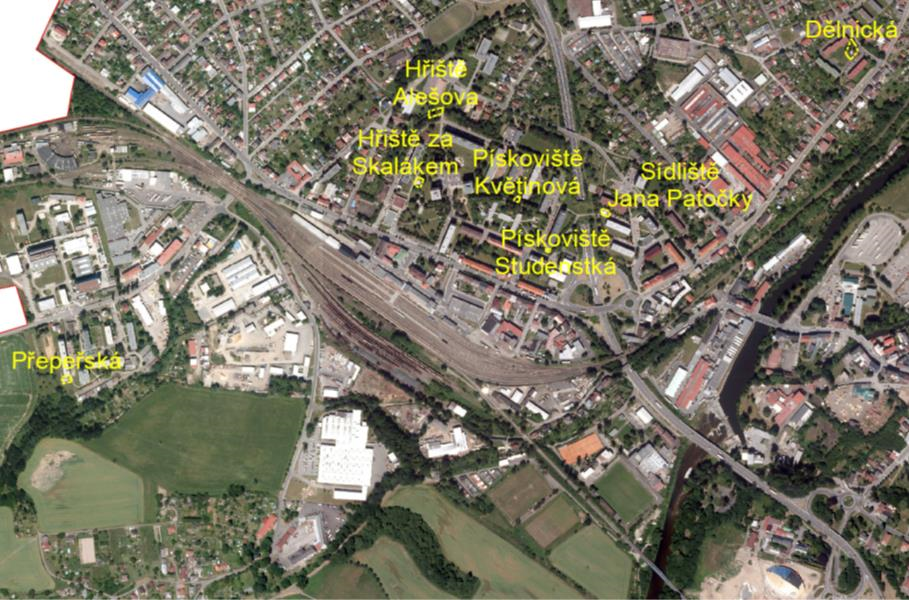 Dělnická
Hřiště
Alešova
Hřiště za
Skalákem
Pískoviště
Květinová
Sídliště
Jana Patočky
Pískoviště
Studentská
Přepeřská